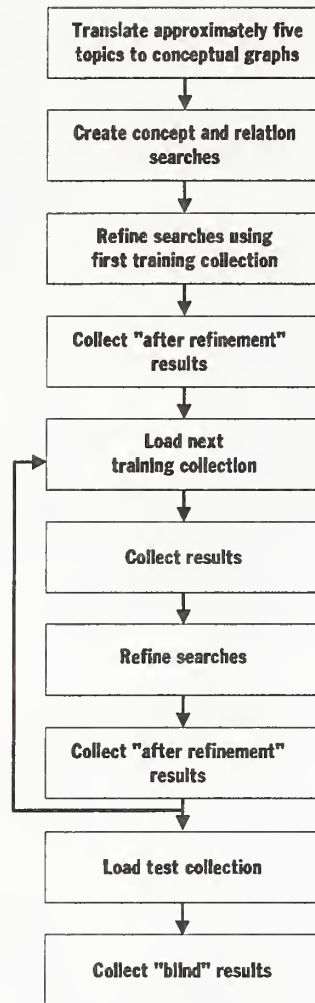 Translate approximately five
topics to conceptual graphs
Create concept and relation
searches
Refine searches using
first training collection
Collect "after refinement"
results
Load next
training collection
Collect results
Refine searches
Collect "after refinement"
results
Load test collection
Collect "blind" results